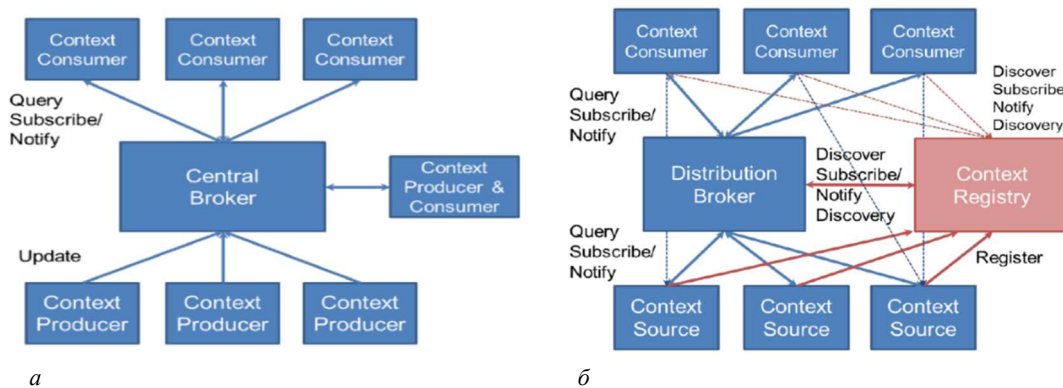 Context
Consumer
Context
Consumer
Context
Consumer
Query
Subscribe/
Notify
Central
Broker
Context
Producer &
Consumer
Update
Context
Producer
Context
Producer
Context
Producer
а
Context
Consumer
Context
Consumer
Context
Consumer
Discover
Subscribe
Notify
Discovery
Query
Subscribe/
Notify
Distribution
Broker
Discover
Subscribe/
Notify
Discovery
Context
Registry
Query
Subscribe/
Notify
Register
Context
Source
Context
Source
Context
Source
б